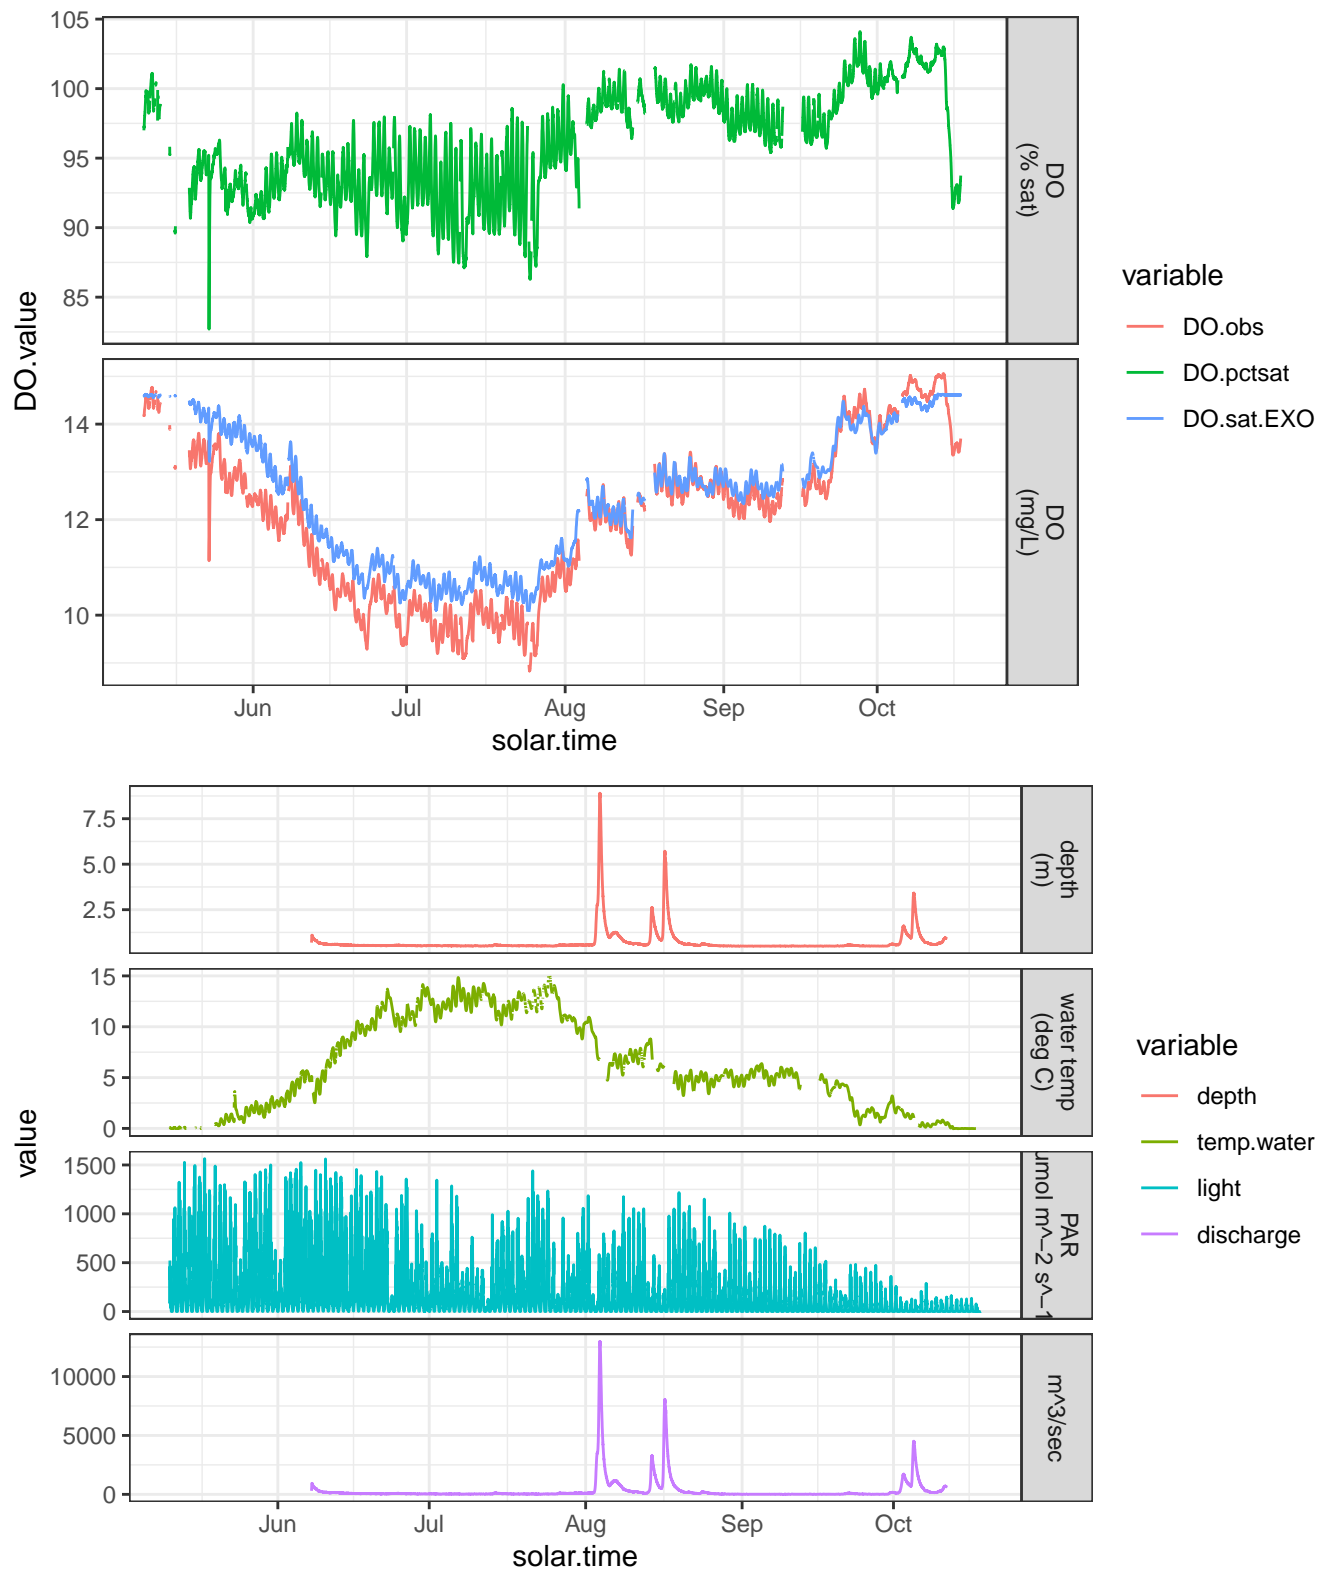 105
100
95
90
85
DO
(% sat)
14
12
10
DO
(mg/L)
DO.value
Jun
Jul
Aug
Sep
Oct
solar.time
variable
DO.obs
DO.pctsat
DO.sat.EXO
7.5
5.0
2.5
depth
(m)
15
10
5
0
water temp
(deg C)
1500
1000
500
0
PAR
µmol m^−2 s^−1
10000
5000
0
m^3/sec
value
Jun
Jul
Aug
Sep
Oct
solar.time
variable
depth
temp.water
light
discharge